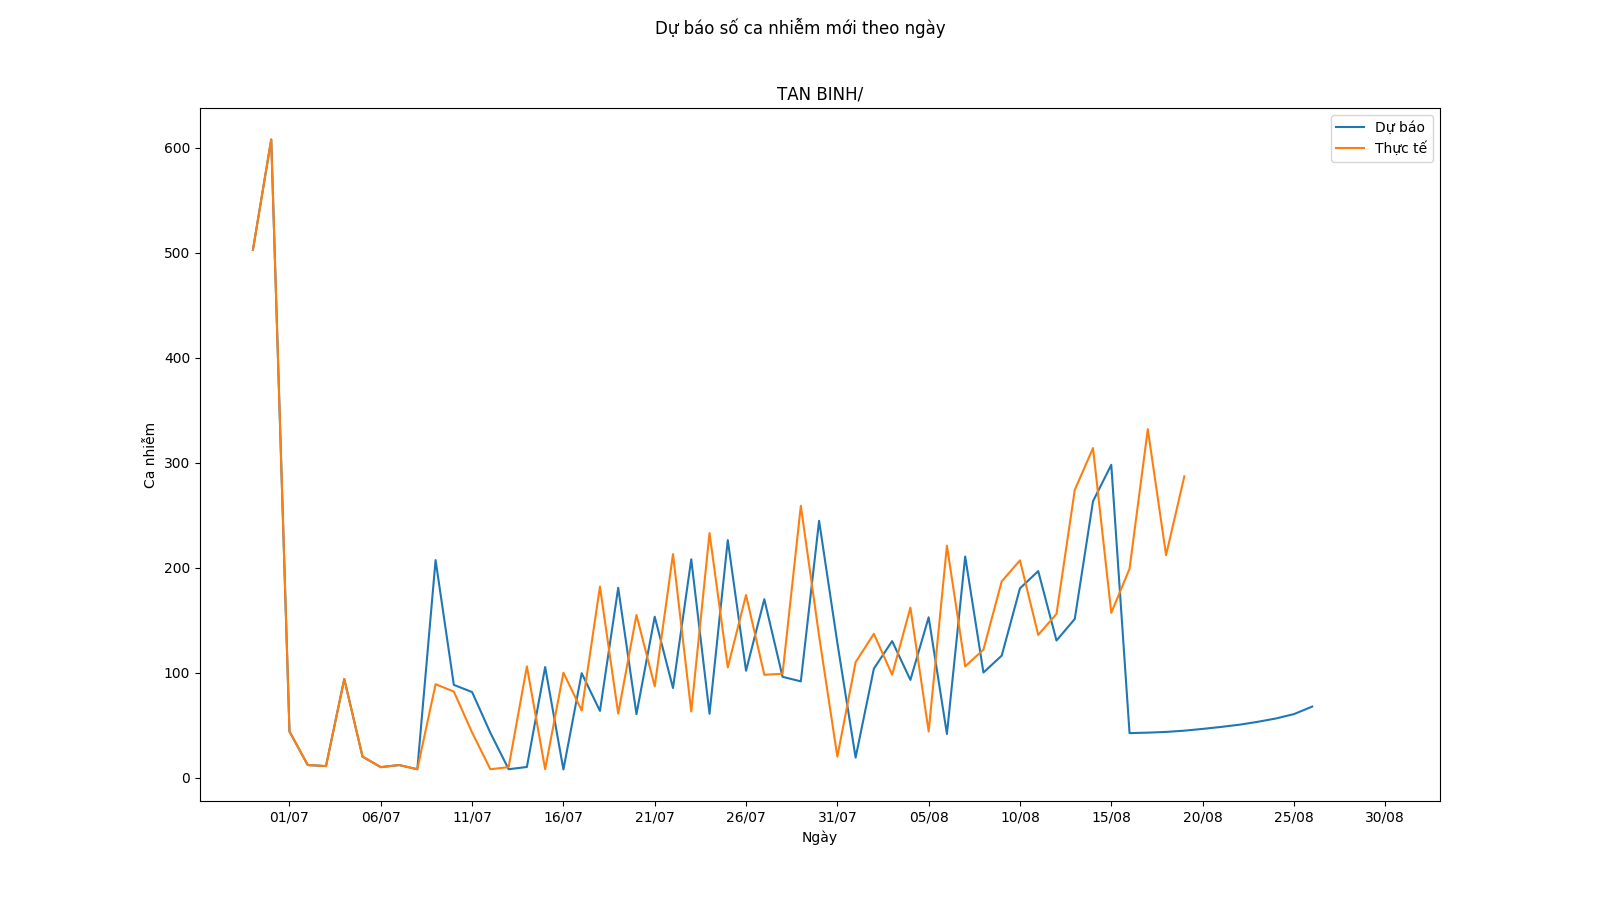 Dự báo số ca nhiễm mới theo ngày
TAN BINH/
Dự báo
Thực tế
600
500
400
300
200
100
0
Ca nhiễm
01/07 06/07 11/07 16/07 21/07 26/07 31/07 05/08 10/08 15/08 20/08 25/08 30/08
Ngày